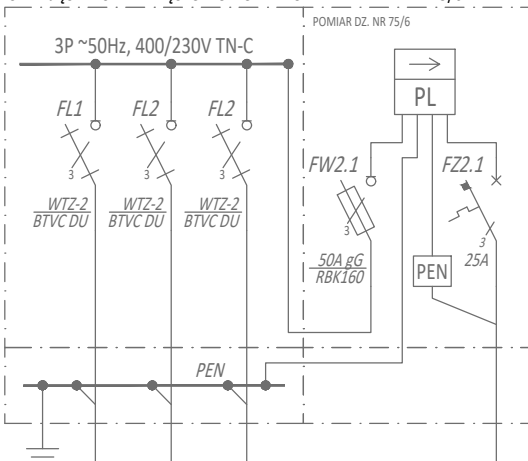 POMIAR DZ. NR 75/6
3P ~50Hz, 400/230V TN-C
PL
FL1
FL2
FL2
FW2.1
FZ2.1
3
3
3
3
3
WTZ-2
BTVC DU
WTZ-2
BTVC DU
WTZ-2
BTVC DU
50A gG
RBK160
25A
PEN
PEN